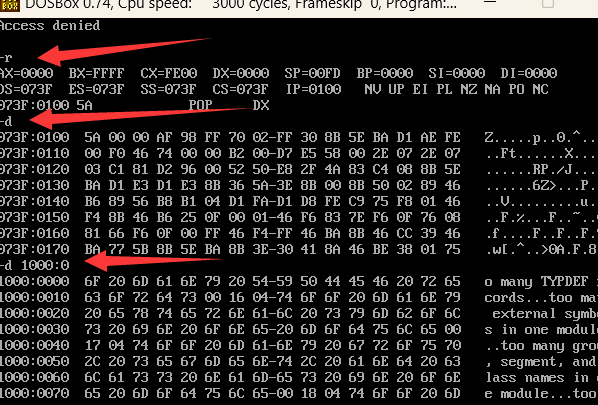 DOSBox 0.74, Cpu speed: 3000 cycles, Frameskip 0, Program:...
Access denied
-r
AX=0000 BX=FFFF CX=FE00 DX=0000 SP=00FD BP=0000 SI=0000 DI=0000
DS=073F ES=073F SS=073F CS=073F IP=0100 NV UP EI PL NZ NA PO NC
073F:0100 5A POP DX
-d
073F:0100 5A 00 00 AF 98 FF 70 02-FF 30 8B 5E BA D1 AE FE Z.....p..0.^..
073F:0110 00 F0 46 74 00 00 B2 00-D7 E5 58 00 2E 07 2E 07 ..Ft......X...
073F:0120 03 C1 81 D2 96 00 52 50-E8 2F 4A 83 C4 08 8B 5E ......RP./J...
073F:0130 BA D1 E3 D1 E3 8B 36 5A-3E 8B 00 8B 50 02 89 46 ......6Z>...P.
073F:0140 B6 89 56 B8 B1 04 D1 FA-D1 D8 FE C9 75 F8 81 46 ..V.........u.
073F:0150 F4 8B 46 B6 25 0F 00 01-46 F6 83 7E F6 0F 76 08 ..F.%...F..~..
073F:0160 81 66 F6 0F 00 FF 46 F4-FF 46 BA 8B 46 CC 39 46 .f....F..F..F.
073F:0170 BA 77 5B 8B 5E BA 8B 3E-30 41 8A 46 BE 38 01 75 .w[.^..>0A.F.8
-d 1000:0
1000:0000 6F 20 6D 61 6E 79 20 54-59 50 44 45 46 20 72 65 o many TYPDEF
1000:0010 63 6F 72 64 73 00 16 04-74 6F 6F 20 6D 61 6E 79 cords...too ma
1000:0020 20 65 78 74 65 72 6E 61-6C 20 73 79 6D 62 6F 6C external symb
1000:0030 73 20 69 6E 20 6F 6E 65-20 6D 6F 64 75 6C 65 00 s in one modul
1000:0040 17 04 74 6F 6F 20 6D 61-6E 79 20 67 72 6F 75 70 ..too many gro
1000:0050 2C 20 73 65 67 6D 65 6E-74 2C 20 61 6E 64 20 63 , segment, and
1000:0060 6C 61 73 73 20 6E 61 6D-65 73 20 69 6E 20 6F 6E lass names in
1000:0070 65 20 6D 6F 64 75 6C 65-00 18 04 74 6F 6F 20 6D e module...too